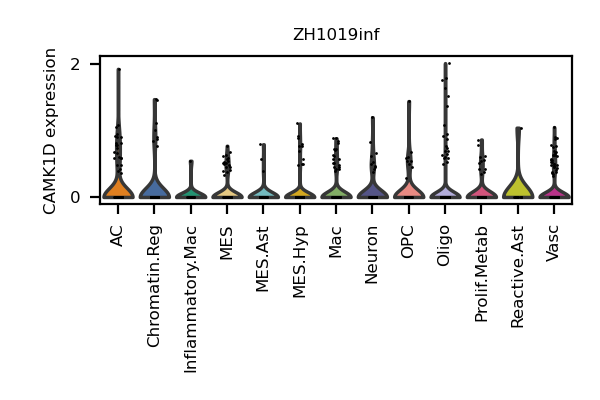 ZH1019inf
CAMK1D expression
2
0
AC
Chromatin.Reg
Inflammatory.Mac
MES
MES.Ast
MES.Hyp
Mac
Neuron
OPC
Oligo
Prolif.Metab
Reactive.Ast
Vasc